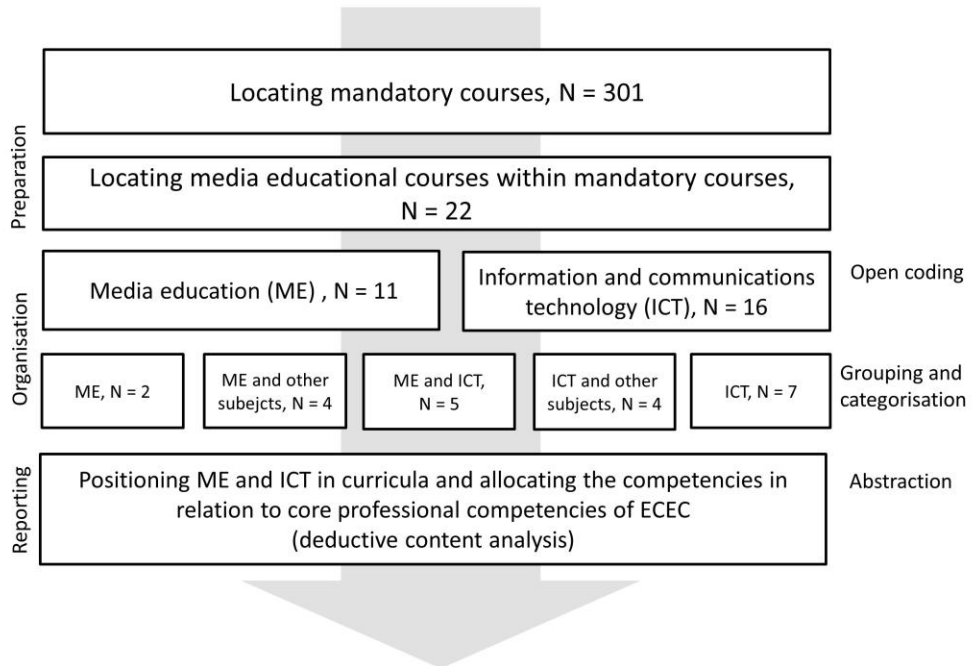 Locating mandatory courses, N = 301
Preparation
Locating media educational courses within mandatory courses,
N = 22
Organisation
Media education (ME) , N = 11
Information and communications
technology (ICT), N = 16
Open coding
ME, N = 2
ME and other
subejcts, N = 4
ME and ICT,
N = 5
ICT and other
subjects, N = 4
ICT, N = 7
Grouping and
categorisation
Reporting
Positioning ME and ICT in curricula and allocating the competencies in
relation to core professional competencies of ECEC
(deductive content analysis)
Abstraction